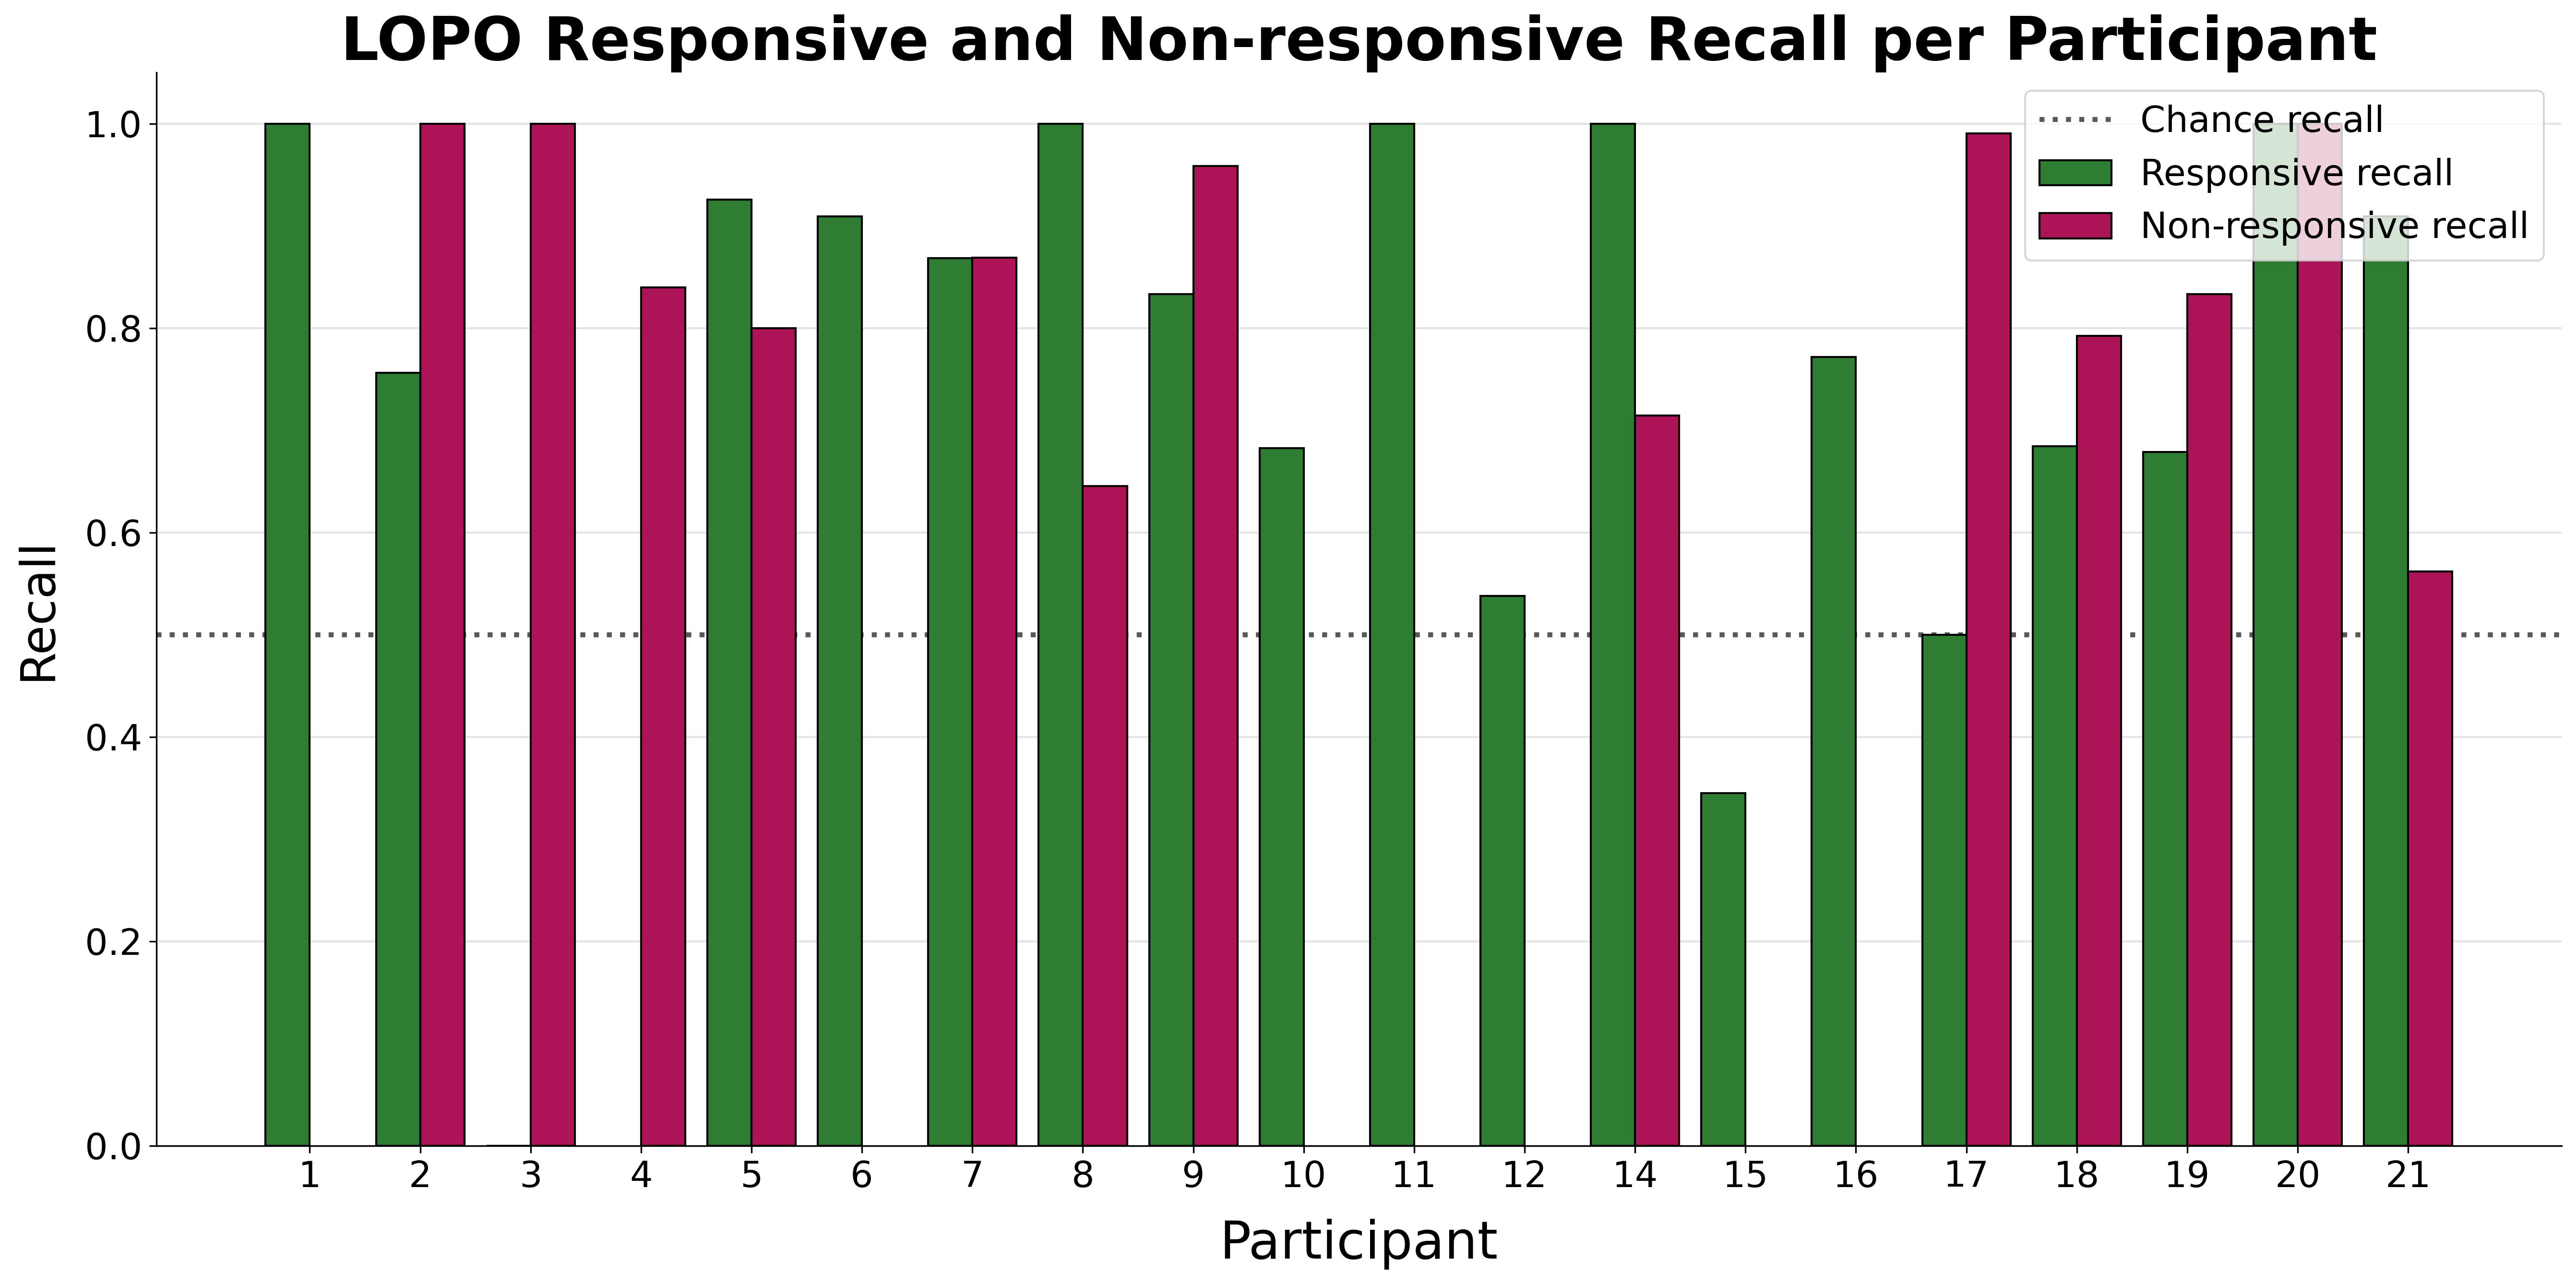 LOPO Responsive and Non-responsive Recall per Participant
Chance recall
Responsive recall
Non-responsive recall
1.0
0.8
0.6
0.4
0.2
0.0
Recall
1 2 3 4 5 6 7 8 9 10 11 12 14 15 16 17 18 19 20 21
Participant